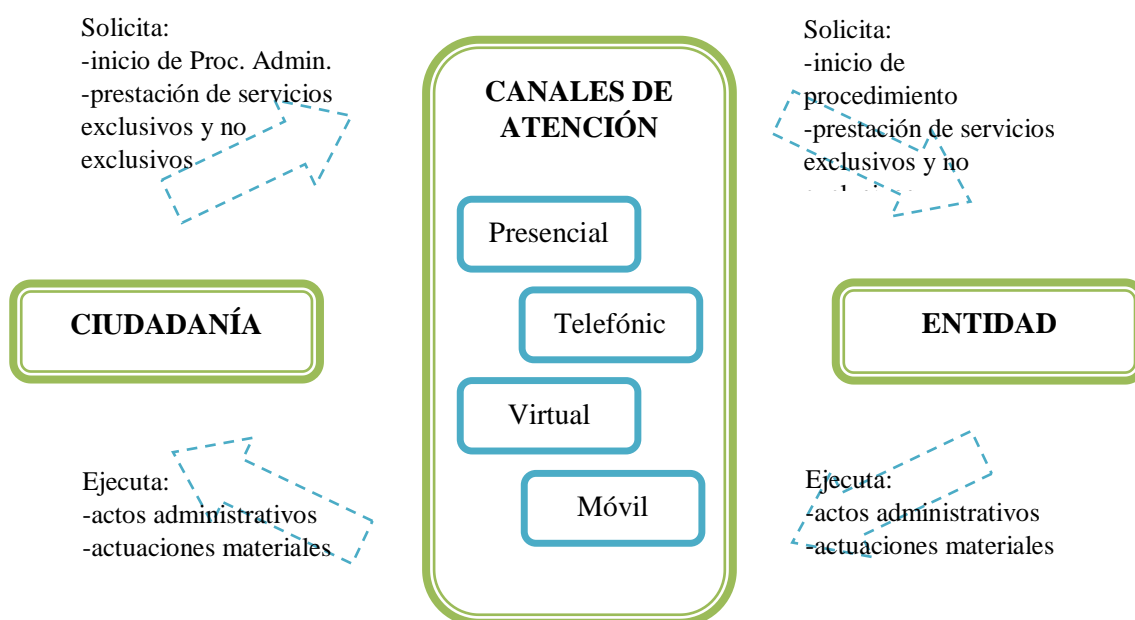 Solicita:
-inicio de Proc. Admin.
-prestación de servicios
exclusivos y no
exclusivos
CANALES DE
ATENCIÓN
Presencial
Telefónic
Virtual
Móvil
Solicita:
-inicio de
procedimiento
-prestación de servicios
exclusivos y no
CIUDADANÍA
ENTIDAD
Ejecuta:
-actos administrativos
-actuaciones materiales
Ejecuta:
-actos administrativos
-actuaciones materiales